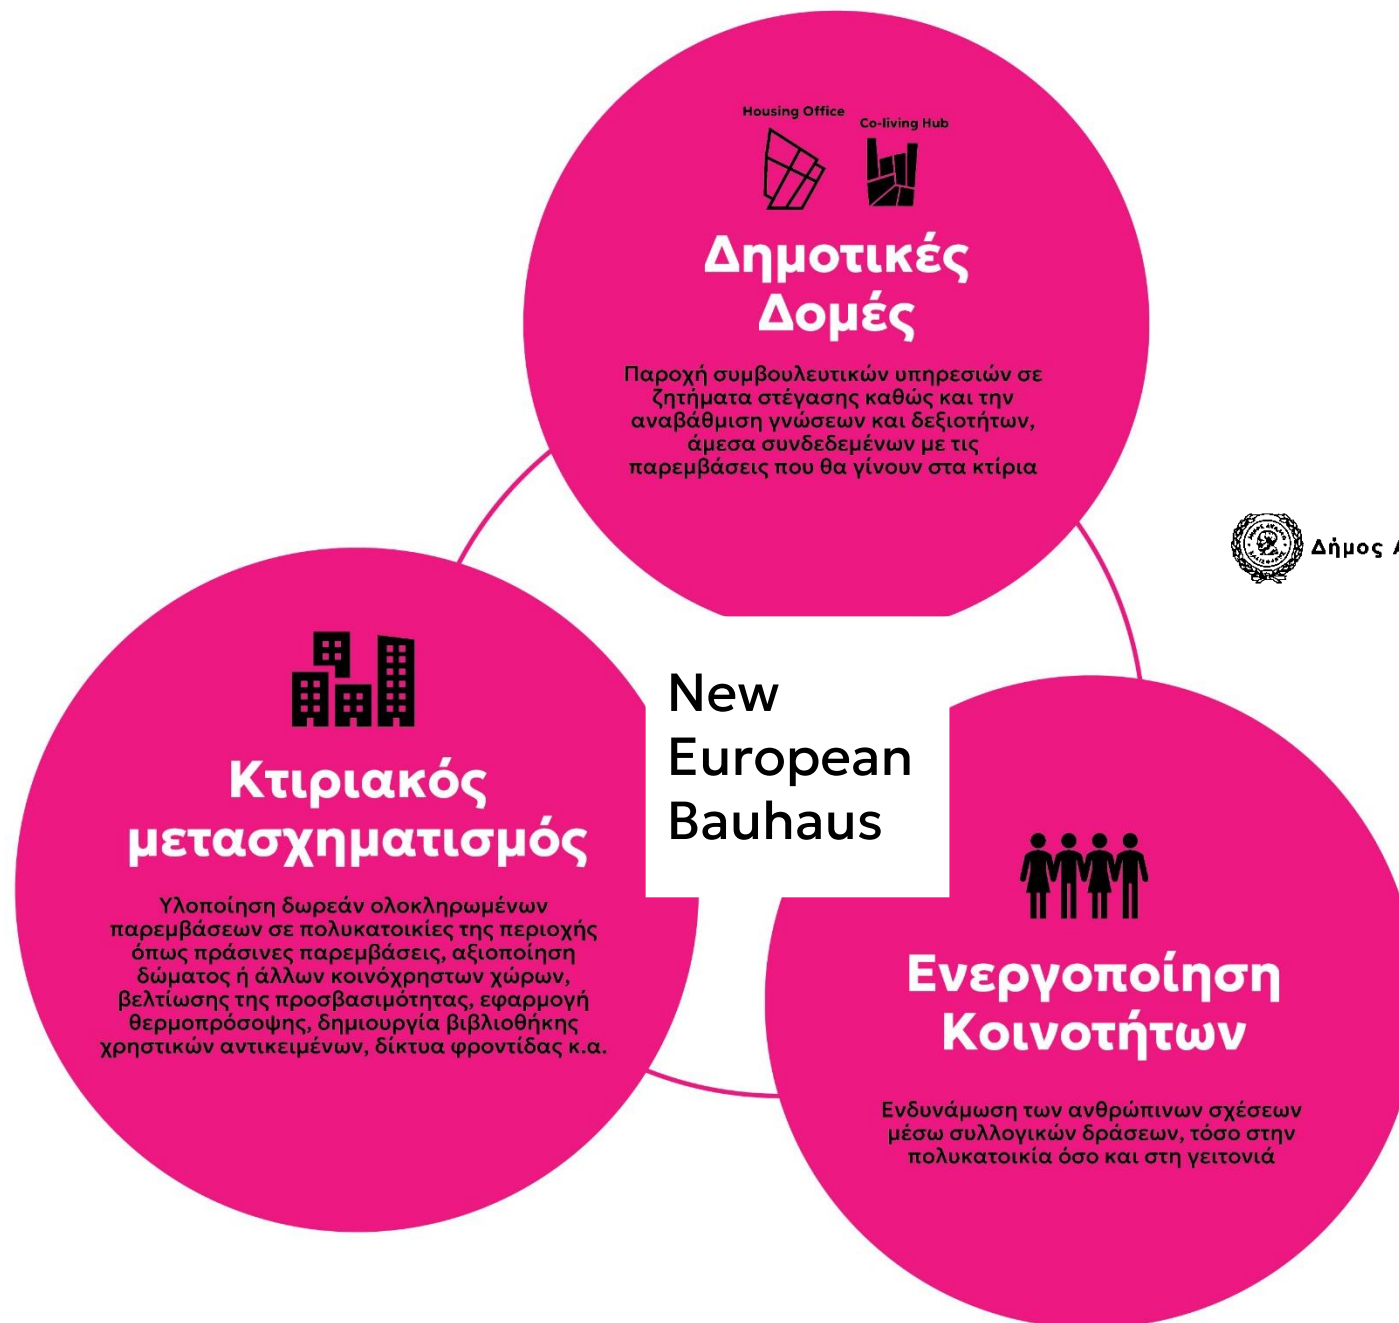 Housing Office
Co-living Hub
Δημοτικές
Δομές
Παροχή συμβουλευτικών υπηρεσιών σε
ζητήματα στέγασης καθώς και την
αναβάθμιση γνώσεων και δεξιοτήτων,
άμεσα συνδεδεμένων με τις
παρεμβάσεις που θα γίνουν στα κτίρια
Δήμος
New
European
Bauhaus
Κτιριακός
μετασχηματισμός
Υλοποίηση δωρεάν ολοκληρωμένων
παρεμβάσεων σε πολυκατοικίες της περιοχής
όπως πράσινες παρεμβάσεις, αξιοποίηση
δώματος ή άλλων κοινόχρηστων χώρων,
βελτίωσης της προσβασιμότητας, εφαρμογή
θερμοπρόσοψης, δημιουργία βιβλιοθήκης
χρηστικών αντικειμένων, δίκτυα φροντίδας κ.α.
Ενεργοποίηση
Κοινοτήτων
Ενδυνάμωση των ανθρώπινων σχέσεων
μέσω συλλογικών δράσεων, τόσο στην
πολυκατοικία όσο και στη γειτονιά